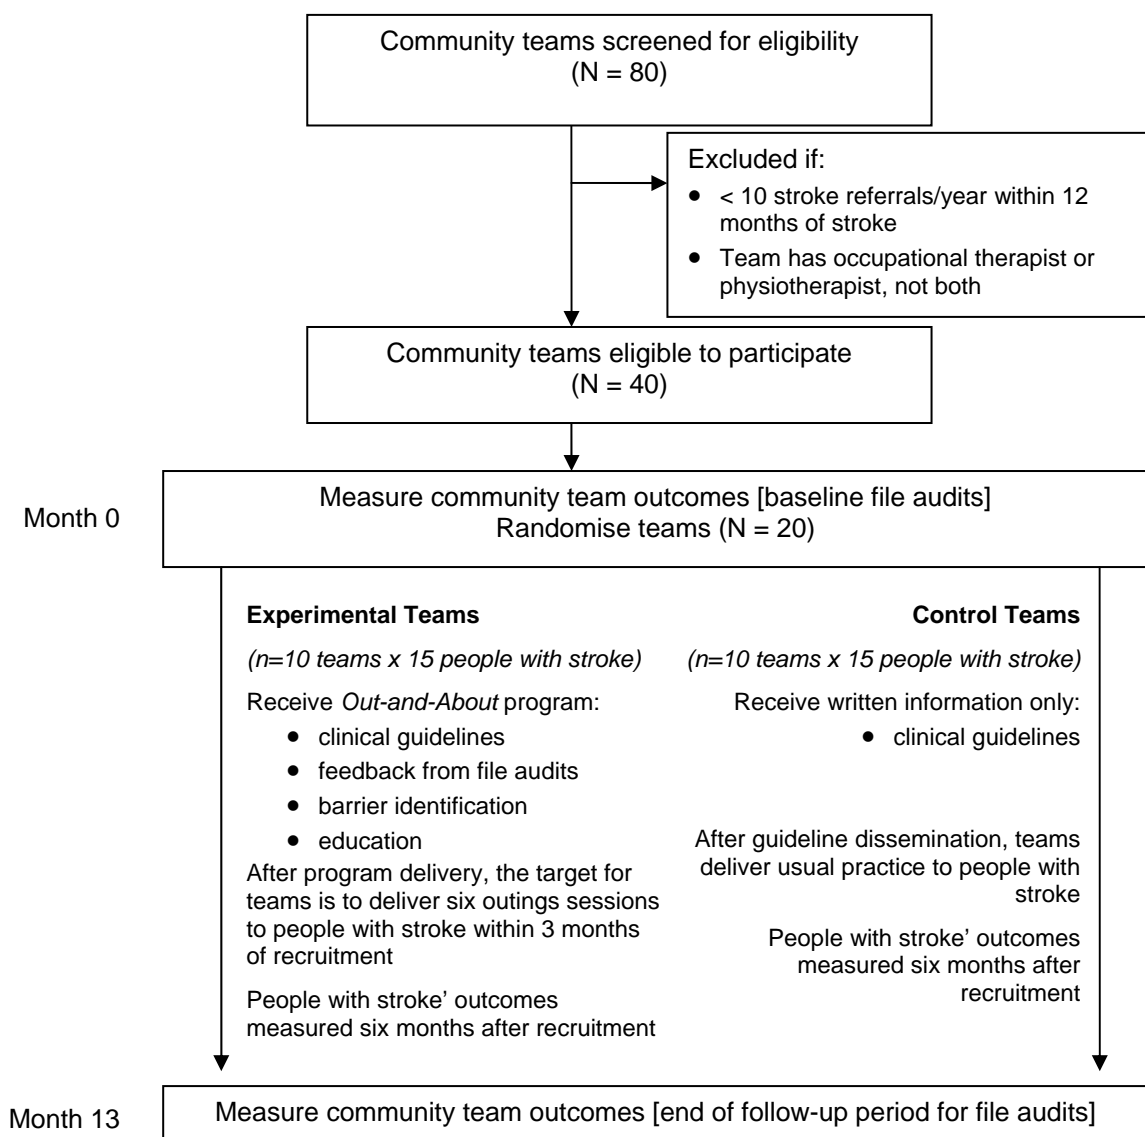 Community teams screened for eligibility
(N = 80)
Excluded if:
• < 10 stroke referrals/year within 12
months of stroke
• Team has occupational therapist or
physiotherapist, not both
Community teams eligible to participate
(N = 40)
Month 0
Measure community team outcomes [baseline file audits]
Randomise teams (N = 20)
Experimental Teams
(n=10 teams x 15 people with stroke)
Receive Out-and-About program:
• clinical guidelines
• feedback from file audits
• barrier identification
• education
After program delivery, the target for
teams is to deliver six outings sessions
to people with stroke within 3 months
of recruitment
People with stroke’ outcomes
measured six months after recruitment
Control Teams
(n=10 teams x 15 people with stroke)
Receive written information only:
• clinical guidelines
After guideline dissemination, teams
deliver usual practice to people with
stroke
People with stroke’ outcomes
measured six months after
recruitment
Month 13
Measure community team outcomes [end of follow-up period for file audits]